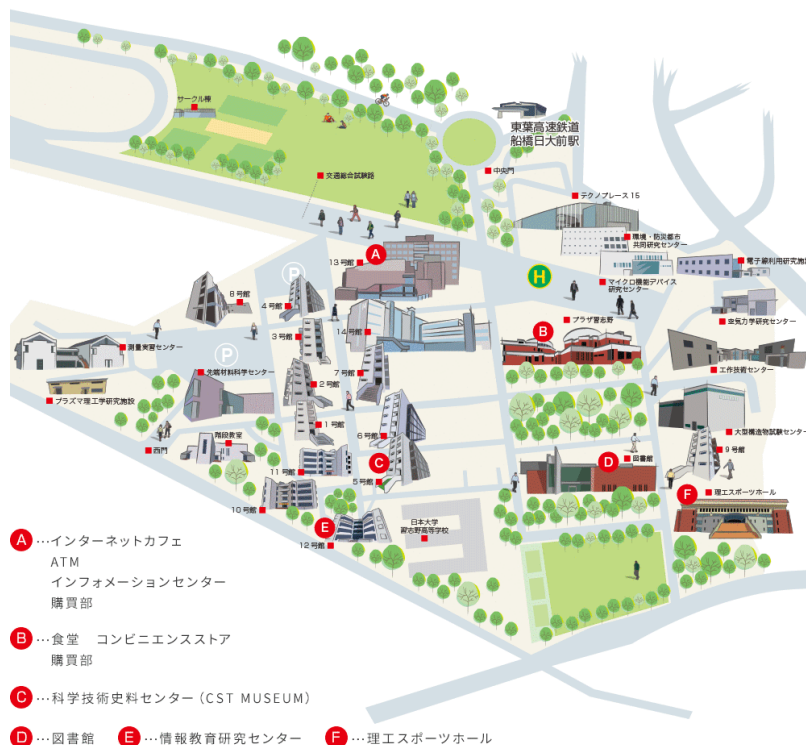 サークル棟
東葉高速鉄道
船橋日大前駅
中央門
交通総合試験路
テクノプレース15
環境・防災都市
共同研究センター
電子線利用研究施設
マイクロ機能デバイス
研究センター
13号館
A
P
H
8号館
4号館
空気力学研究センター
プラザ習志野
B
14号館
3号館
測量実習センター
P
先端材料科学センター
7号館
工作技術センター
2号館
プラズマ理工学研究施設
1号館
6号館
大型構造物試験センター
階段教室
西門
9号館
C
D
図書館
11号館
5号館
F
理工スポーツホール
10号館
E
日本大学
習志野高等学校
12号館
A…インターネットカフェ
ATM
インフォメーションセンター
購買部
B…食堂 コンビニエンスストア
購買部
C…科学技術史料センター(CST MUSEUM)
D…図書館 E…情報教育研究センター F…理工スポーツホール